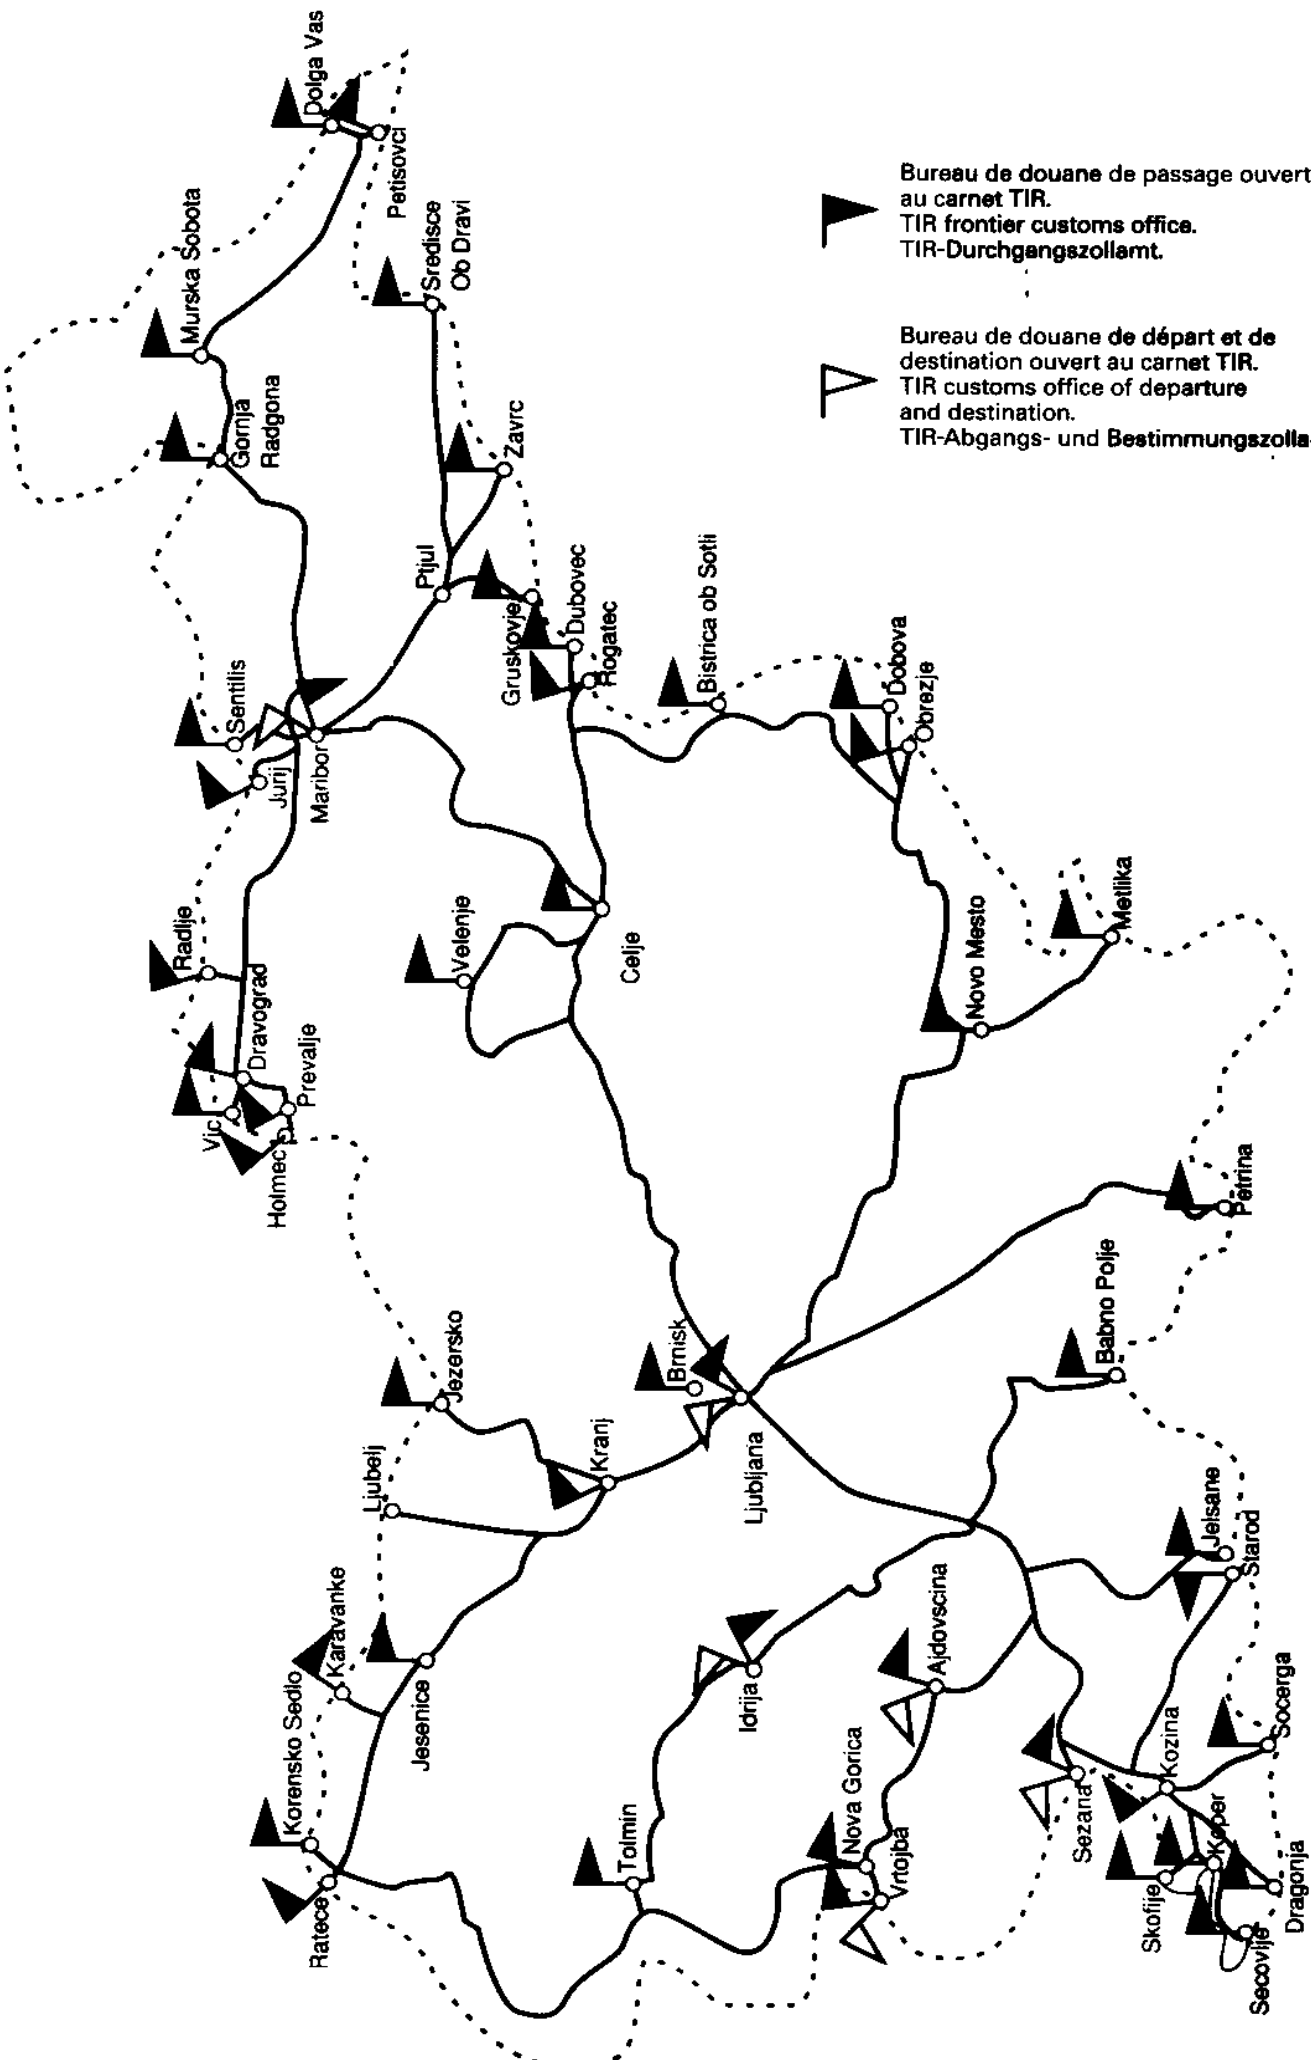 Bureau de douane de passage ouvert
au carnet TIR.
TIR frontier customs office.
TIR-Durchgangszollamt.
Bureau de douane de départ et de
destination ouvert au carnet TIR.
TIR customs office of departure
and destination.
TIR-Abgangs- und Bestimmungszolla
Dolga Vas
Petisovci
Murska Sobota
Sredisce
Ob Dravi
Gornja
Radgona
Zavrc
Ptjul
Gruskovje
Dubovec
Rogatec
Bistrica ob Sotli
Dobova
Obrezje
Sentilis
Jurij
Maribor
Radlje
Dravograd
Prevalje
Vic
Holmec
Velenje
Celje
Novo Mesto
Metlika
Petrina
Babno Polje
Jezersko
Brnisk
Kranj
Ljubljana
Ljubelj
Karavanke
Jesenice
Korensko Sedlo
Ratece
Idrija
Ajdovscina
Tolmin
Nova Gorica
Vrtojba
Jelsane
Starod
Sezana
Kozina
Socerga
Koper
Skofije
Dragonja
Secovlje